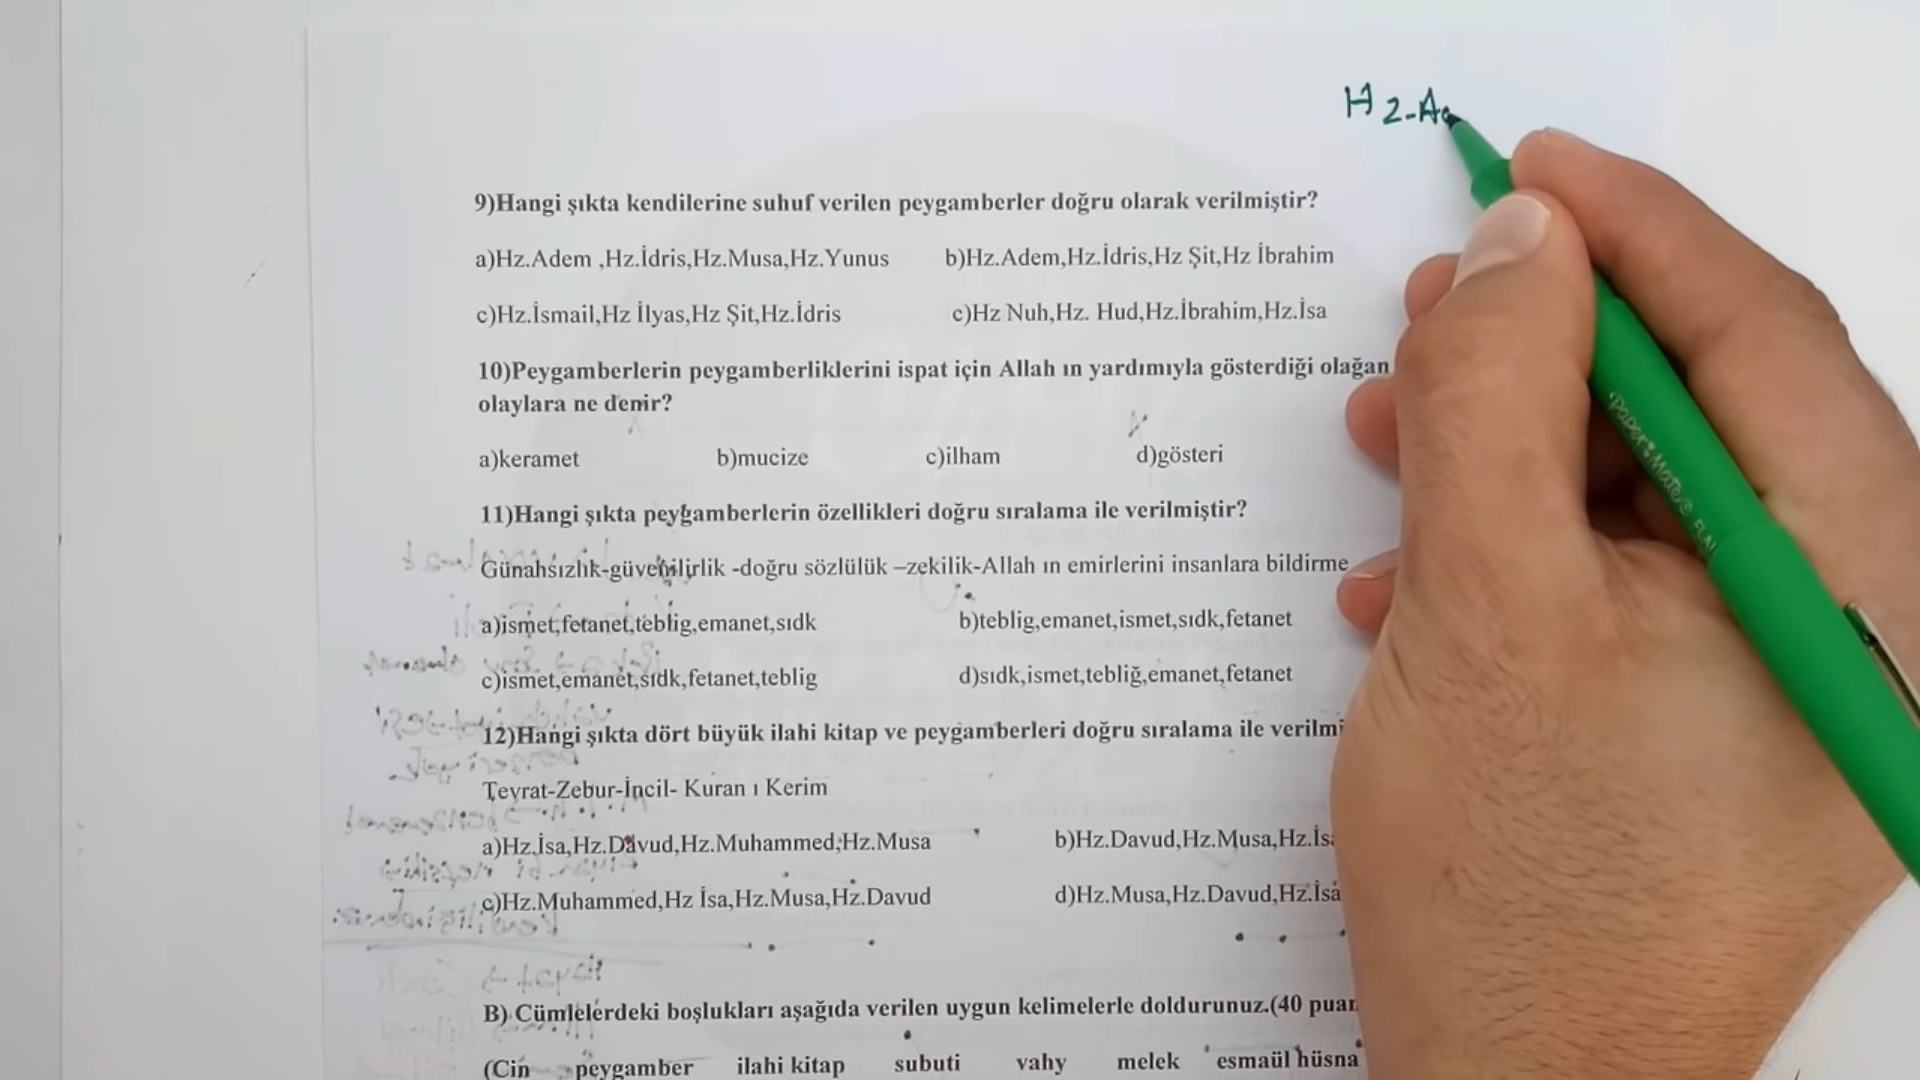 H2-A
9)Hangi şıkta kendilerine suhuf verilen peygamberler doğru olarak verilmiştir?
a)Hz.Adem ,Hz.İdris,Hz.Musa,Hz.Yunus b)Hz.Adem,Hz.İdris,Hz Şit,Hz İbrahim
c)Hz.İsmail,Hz İlyas,Hz Şit,Hz.İdris c)Hz Nuh,Hz. Hud,Hz.İbrahim,Hz.İsa
10)Peygamberlerin peygamberliklerini ispat için Allah ın yardımıyla gösterdiği olağan
olaylara ne denir?
a)keramet b)mucize c)ilham d)gösteri
11)Hangi şıkta peygamberlerin özellikleri doğru sıralama ile verilmiştir?
Günahsızlık-güvenilirlik -doğru sözlülük –zekilik-Allah ın emirlerini insanlara bildirme
a)ismet,fetanet,teblig,emanet,sıdk b)teblig,emanet,ismet,sıdk,fetanet
c)ismet,emanet,sıdk,fetanet,teblig d)sıdk,ismet,tebliğ,emanet,fetanet
12)Hangi şıkta dört büyük ilahi kitap ve peygamberleri doğru sıralama ile verilmi
Tevrat-Zebur-İncil- Kuran ı Kerim
a)Hz.İsa,Hz.Davud,Hz.Muhammed,Hz.Musa b)Hz.Davud,Hz.Musa,Hz.İsa
c)Hz.Muhammed,Hz İsa,Hz.Musa,Hz.Davud d)Hz.Musa,Hz.Davud,Hz.İsa
B) Cümlelerdeki boşlukları aşağıda verilen uygun kelimelerle doldurunuz.(40 puan
(Cin peygamber ilahi kitap subuti vahy melek esmaül hüsna
Paper Mate FLAI